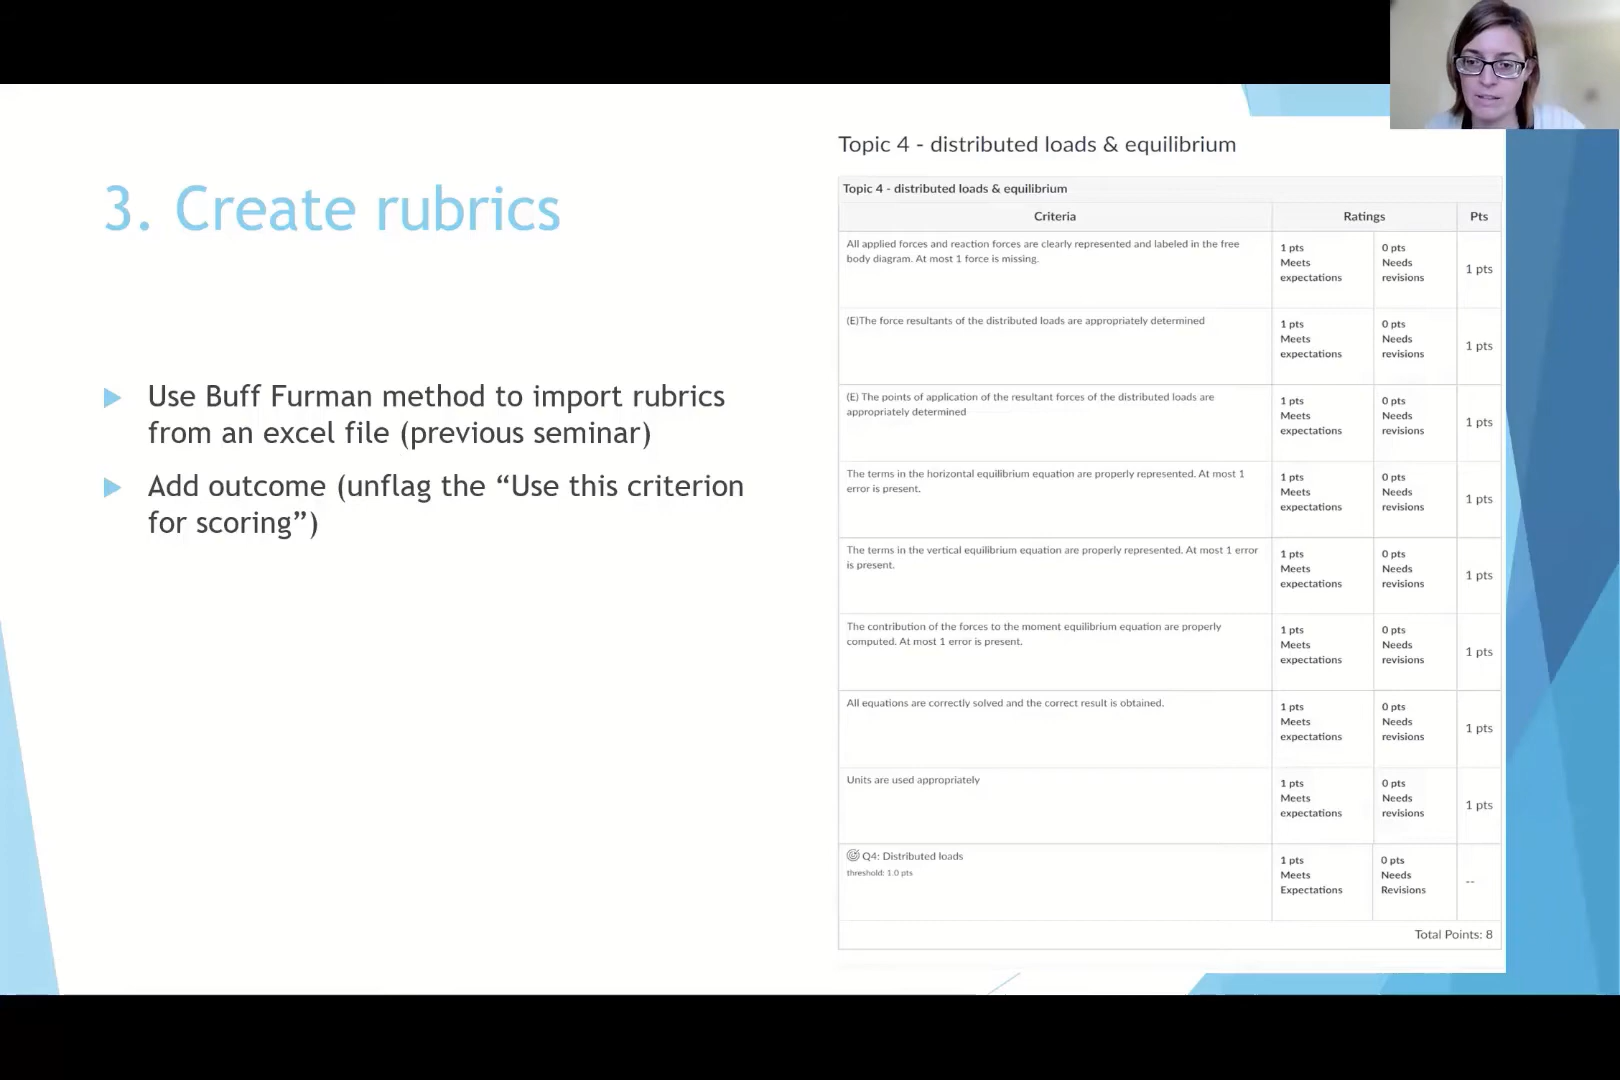 3. Create rubrics
Use Buff Furman method to import rubrics
from an excel file (previous seminar)
Add outcome (unflag the “Use this criterion
for scoring”)
Topic 4 - distributed loads & equilibrium
Topic 4 - distributed loads & equilibrium
Criteria Ratings Pts
All applied forces and reaction forces are clearly represented and labeled in the free
body diagram. At most 1 force is missing.
1 pts
Meets
expectations
0 pts
Needs
revisions
1 pts
(E)The force resultants of the distributed loads are appropriately determined
1 pts
Meets
expectations
0 pts
Needs
revisions
1 pts
(E) The points of application of the resultant forces of the distributed loads are
appropriately determined
1 pts
Meets
expectations
0 pts
Needs
revisions
1 pts
The terms in the horizontal equilibrium equation are properly represented. At most 1
error is present.
1 pts
Meets
expectations
0 pts
Needs
revisions
1 pts
The terms in the vertical equilibrium equation are properly represented. At most 1 error
is present.
1 pts
Meets
expectations
0 pts
Needs
revisions
1 pts
The contribution of the forces to the moment equilibrium equation are properly
computed. At most 1 error is present.
1 pts
Meets
expectations
0 pts
Needs
revisions
1 pts
All equations are correctly solved and the correct result is obtained.
1 pts
Meets
expectations
0 pts
Needs
revisions
1 pts
Units are used appropriately
1 pts
Meets
expectations
0 pts
Needs
revisions
1 pts
Q4: Distributed loads
threshold: 1.0 pts
1 pts
Meets
Expectations
0 pts
Needs
Revisions
--
Total Points: 8